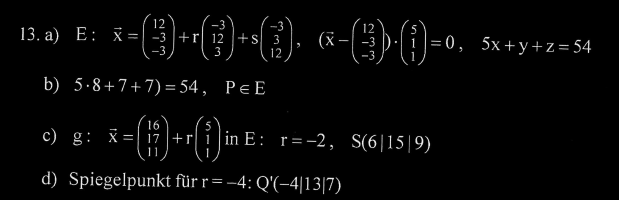 13. a) E: x⃗ = (12 −3 −3) + r(−3 12 3) + s(−3 3 12), (x⃗ − (12 −3 −3))·(5 1 1) = 0, 5x + y + z = 54
b) 5·8 + 7 + 7) = 54, P ∈ E
c) g: x⃗ = (16 17 11) + r(5 1 1) in E: r = −2, S(6|15|9)
d) Spiegelpunkt für r = −4: Q'(−4|13|7)